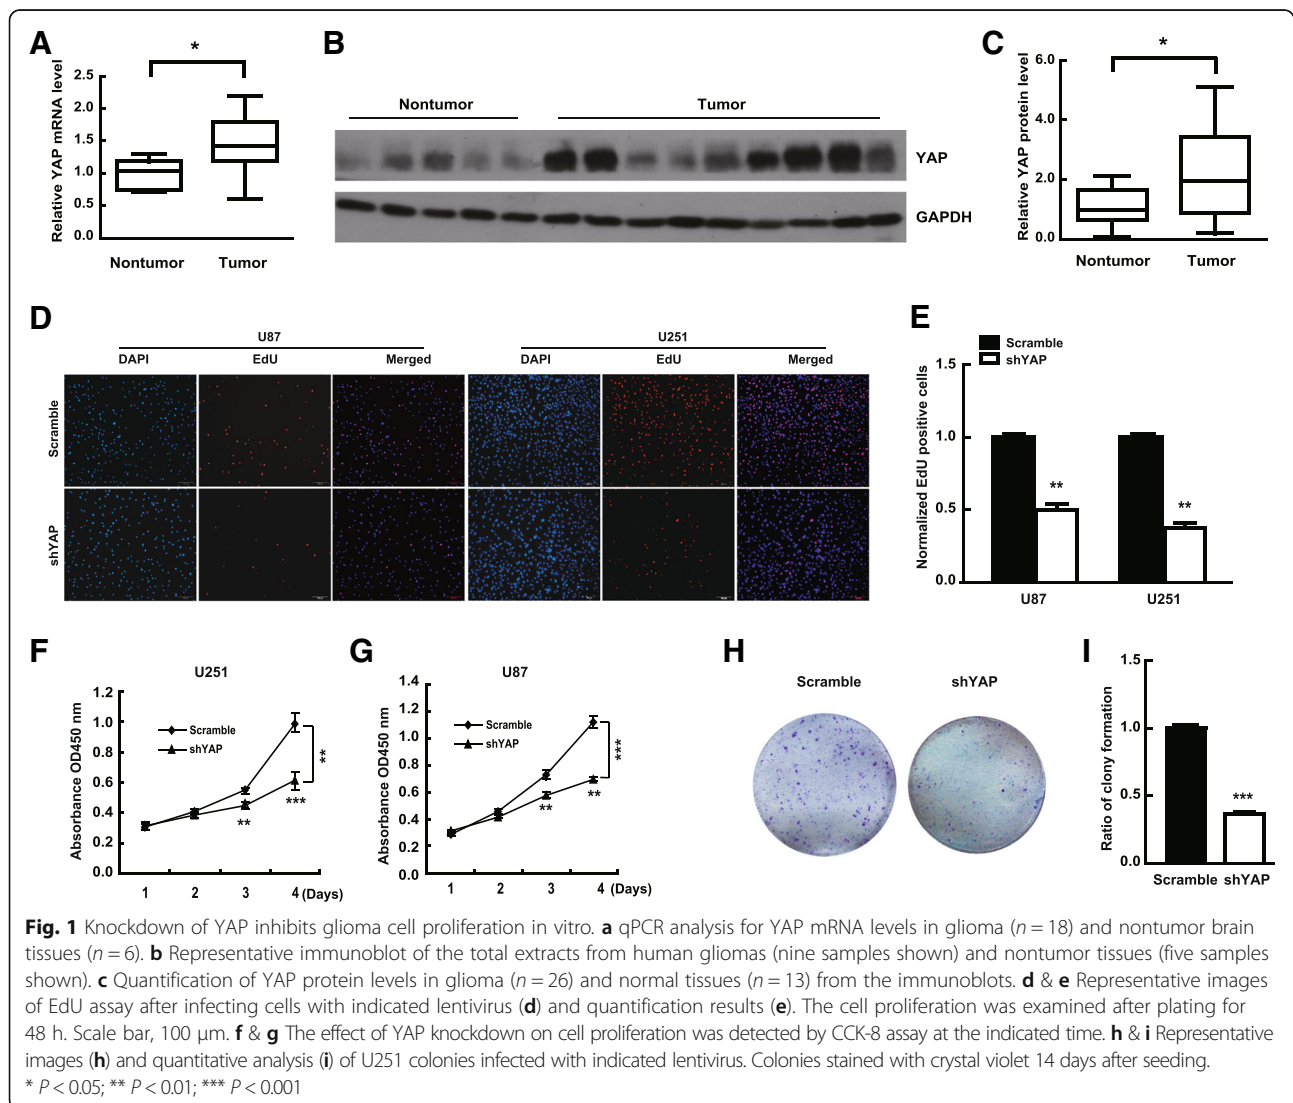 A
*
Relative YAP mRNA level
2.5
2.0
1.5
1.0
0.5
0.0
Nontumor
Tumor
B
Nontumor
Tumor
YAP
GAPDH
C
*
Relative YAP protein level
6.0
4.0
2.0
0.0
Nontumor
Tumor
D
U87
U251
DAPI
EdU
Merged
DAPI
EdU
Merged
Scramble
shYAP
E
Scramble
shYAP
Normalized EdU positive cells
1.5
1.0
0.5
0.0
**
**
U87
U251
F
U251
Absorbance OD450 nm
1.2
1.0
0.8
0.6
0.4
0.2
0.0
Scramble
shYAP
**
***
**
1 2 3 4 (Days)
G
U87
Absorbance OD450 nm
1.4
1.2
1.0
0.8
0.6
0.4
0.2
0.0
Scramble
shYAP
**
**
***
1 2 3 4 (Days)
H
Scramble
shYAP
I
Ratio of clony formation
1.5
1.0
0.5
0.0
***
Scramble shYAP
Fig. 1 Knockdown of YAP inhibits glioma cell proliferation in vitro. a qPCR analysis for YAP mRNA levels in glioma (n = 18) and nontumor brain
tissues (n = 6). b Representative immunoblot of the total extracts from human gliomas (nine samples shown) and nontumor tissues (five samples
shown). c Quantification of YAP protein levels in glioma (n = 26) and normal tissues (n = 13) from the immunoblots. d & e Representative images
of EdU assay after infecting cells with indicated lentivirus (d) and quantification results (e). The cell proliferation was examined after plating for
48 h. Scale bar, 100 μm. f & g The effect of YAP knockdown on cell proliferation was detected by CCK-8 assay at the indicated time. h & i Representative
images (h) and quantitative analysis (i) of U251 colonies infected with indicated lentivirus. Colonies stained with crystal violet 14 days after seeding.
* P < 0.05; ** P < 0.01; *** P < 0.001